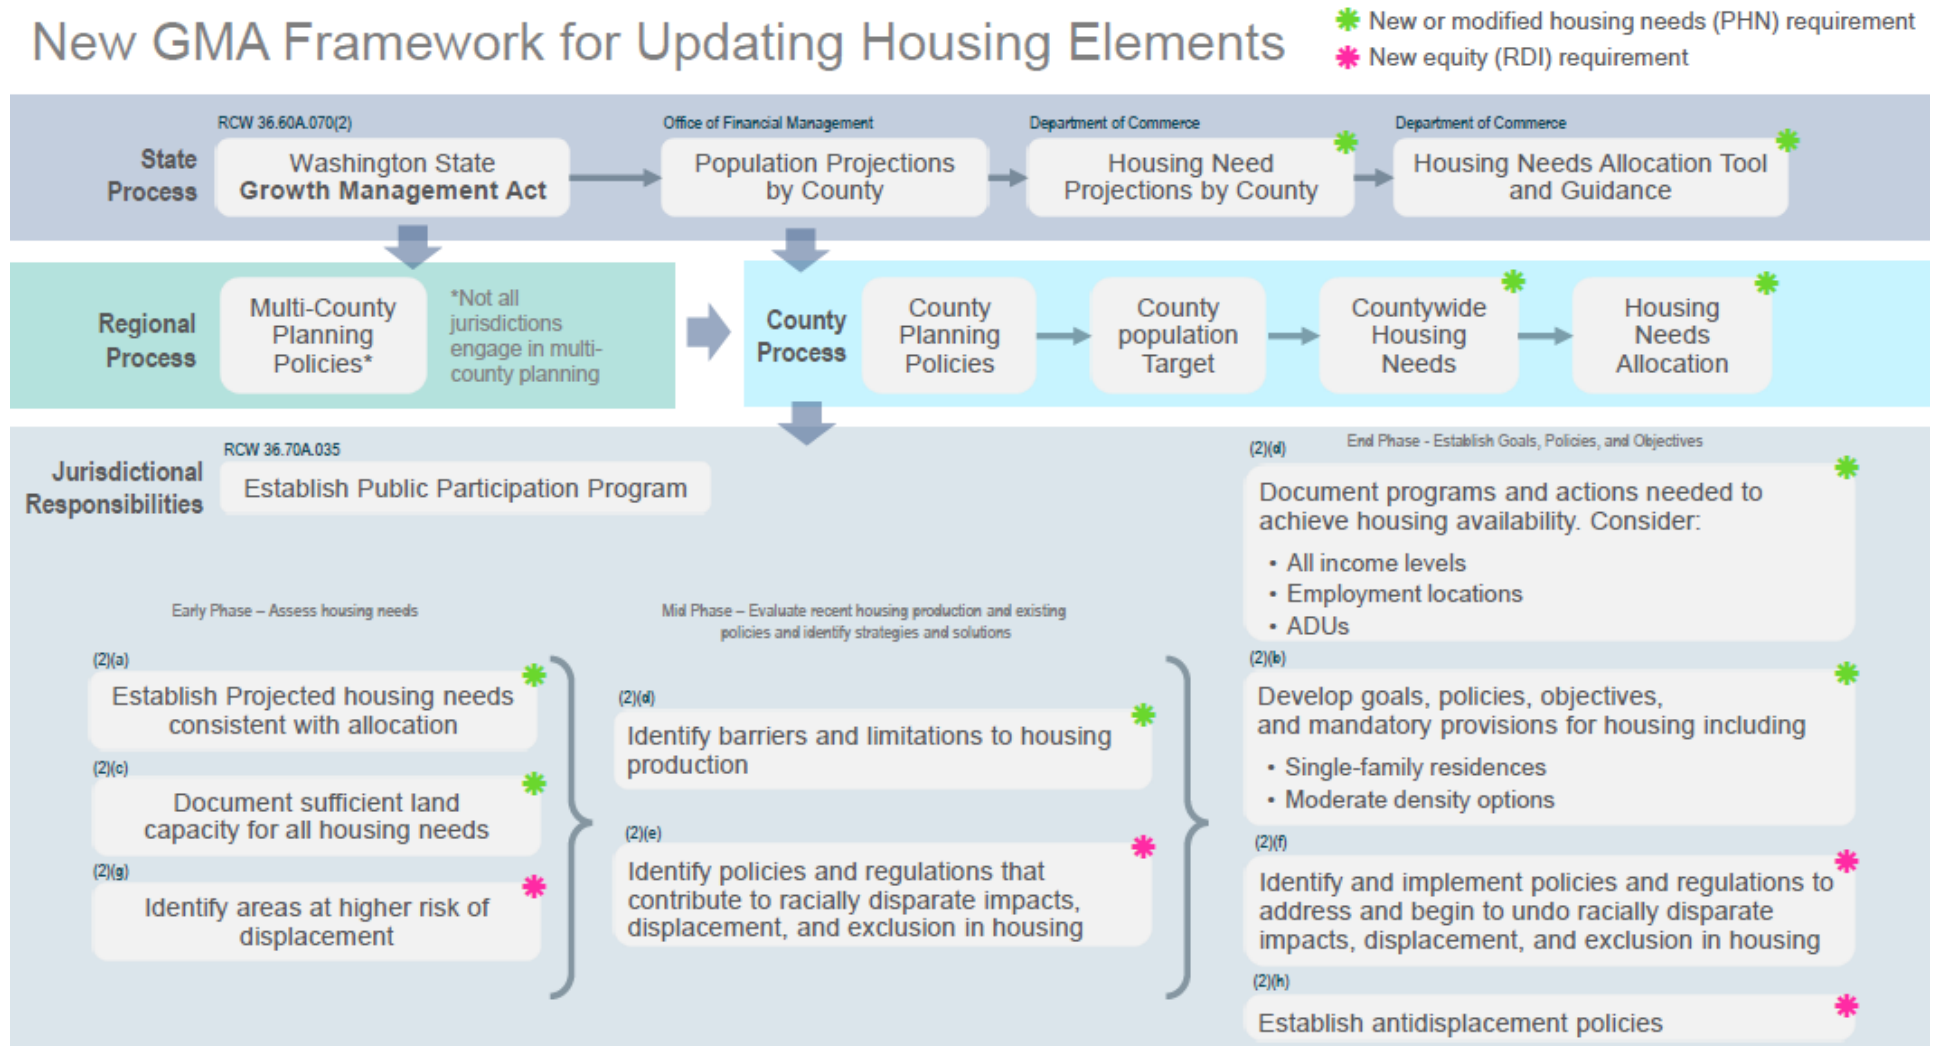 New GMA Framework for Updating Housing Elements
New or modified housing needs (PHN) requirement
New equity (RDI) requirement
State
Process
RCW 36.60A.070(2)
Washington State
Growth Management Act
Office of Financial Management
Population Projections
by County
Department of Commerce
Housing Need
Projections by County
Department of Commerce
Housing Needs Allocation Tool
and Guidance
Regional
Process
Multi-County
Planning
Policies*
*Not all
jurisdictions
engage in multi-
county planning
County
Process
County
Planning
Policies
County
population
Target
Countywide
Housing
Needs
Housing
Needs
Allocation
Jurisdictional
Responsibilities
RCW 36.70A.035
Establish Public Participation Program
Early Phase – Assess housing needs
(2)(a)
Establish Projected housing needs
consistent with allocation
(2)(c)
Document sufficient land
capacity for all housing needs
(2)(g)
Identify areas at higher risk of
displacement
Mid Phase – Evaluate recent housing production and existing
policies and identify strategies and solutions
(2)(d)
Identify barriers and limitations to housing
production
(2)(e)
Identify policies and regulations that
contribute to racially disparate impacts,
displacement, and exclusion in housing
End Phase - Establish Goals, Policies, and Objectives
(2)(d)
Document programs and actions needed to
achieve housing availability. Consider:
• All income levels
• Employment locations
• ADUs
(2)(b)
Develop goals, policies, objectives,
and mandatory provisions for housing including
• Single-family residences
• Moderate density options
(2)(f)
Identify and implement policies and regulations to
address and begin to undo racially disparate
impacts, displacement, and exclusion in housing
(2)(h)
Establish antidisplacement policies